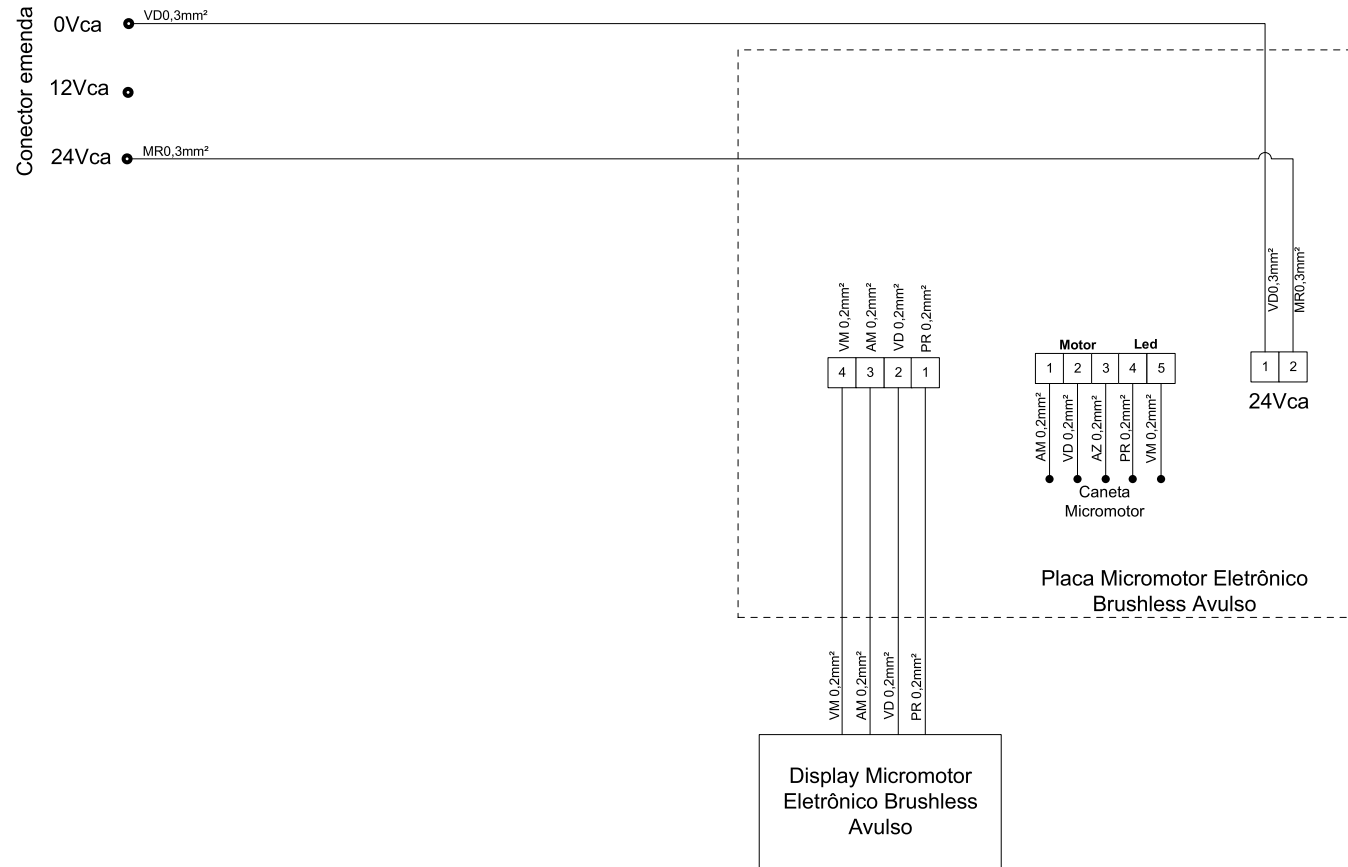 Conector emenda
0Vca
VD0,3mm²
12Vca
24Vca
MR0,3mm²
VD0,3mm²
MR0,3mm²
VM 0,2mm²
AM 0,2mm²
VD 0,2mm²
PR 0,2mm²
4 3 2 1
Motor Led
1 2 3 4 5
1 2
24Vca
AM 0,2mm²
VD 0,2mm²
AZ 0,2mm²
PR 0,2mm²
VM 0,2mm²
Caneta
Micromotor
Placa Micromotor Eletrônico
Brushless Avulso
VM 0,2mm²
AM 0,2mm²
VD 0,2mm²
PR 0,2mm²
Display Micromotor
Eletrônico Brushless
Avulso